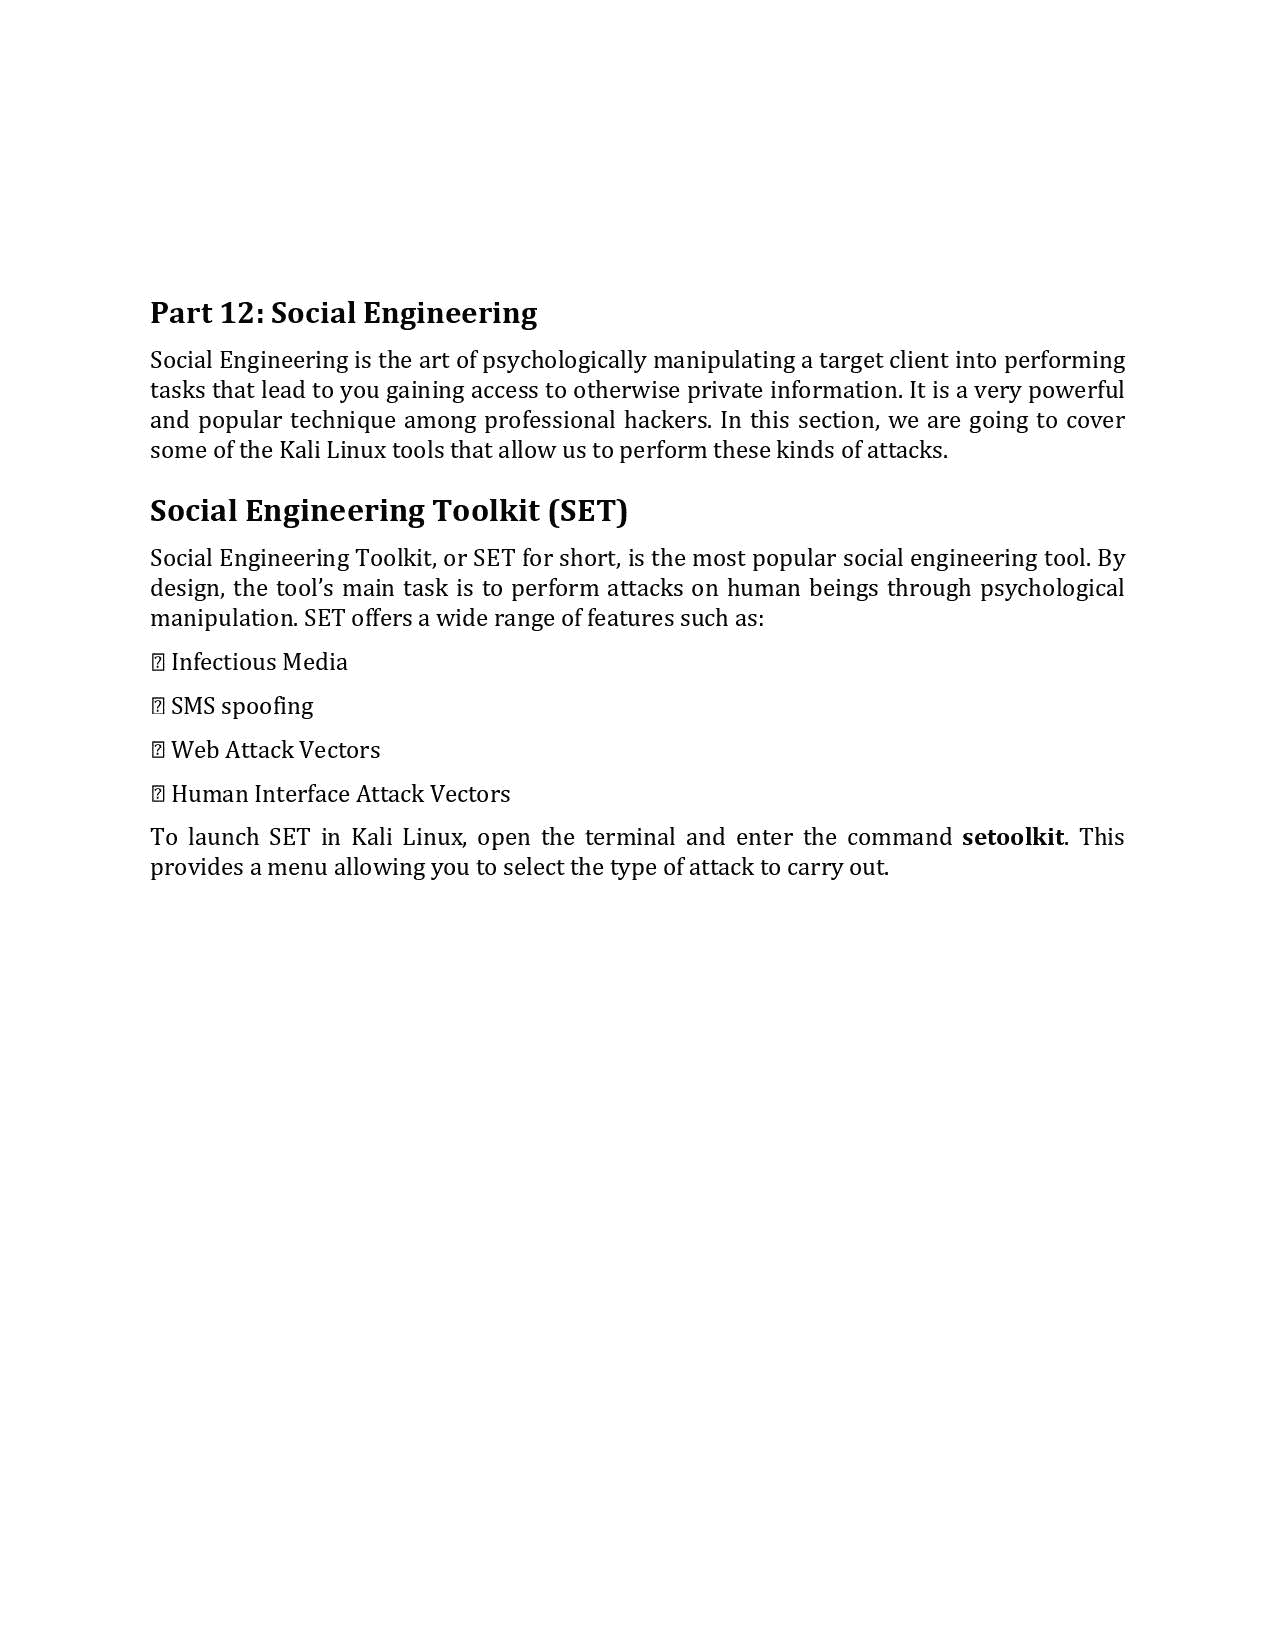 Part 12: Social Engineering
Social Engineering is the art of psychologically manipulating a target client into performing
tasks that lead to you gaining access to otherwise private information. It is a very powerful
and popular technique among professional hackers. In this section, we are going to cover
some of the Kali Linux tools that allow us to perform these kinds of attacks.
Social Engineering Toolkit (SET)
Social Engineering Toolkit, or SET for short, is the most popular social engineering tool. By
design, the tool’s main task is to perform attacks on human beings through psychological
manipulation. SET offers a wide range of features such as:
⍰ Infectious Media
⍰ SMS spoofing
⍰ Web Attack Vectors
⍰ Human Interface Attack Vectors
To launch SET in Kali Linux, open the terminal and enter the command setoolkit. This
provides a menu allowing you to select the type of attack to carry out.